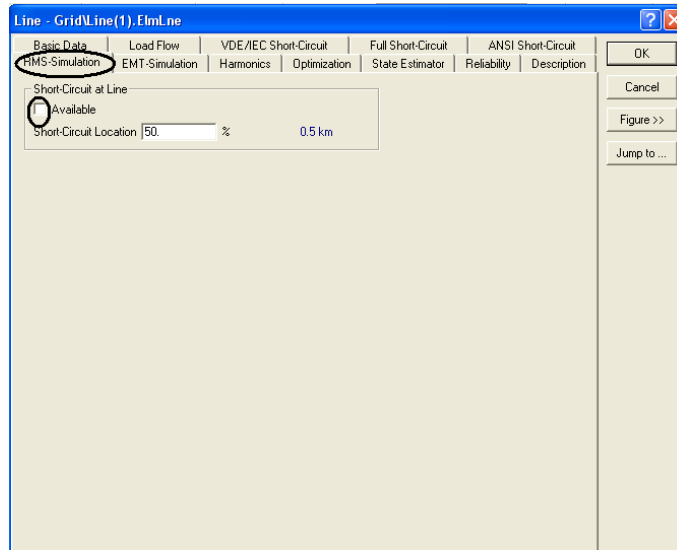 Line - Grid\Line(1).ElmLne
Basic Data Load Flow VDE/IEC Short-Circuit Full Short-Circuit ANSI Short-Circuit
RMS-Simulation EMT-Simulation Harmonics Optimization State Estimator Reliability Description
OK
Cancel
Figure >>
Jump to ...
Short-Circuit at Line
Available
Short-Circuit Location 50. % 0.5 km